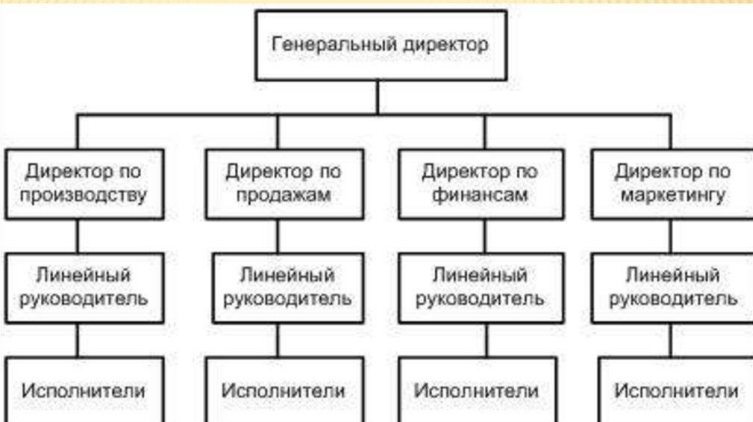 Генеральный директор
Директор по
производству
Директор по
продажам
Директор по
финансам
Директор по
маркетингу
Линейный
руководитель
Линейный
руководитель
Линейный
руководитель
Линейный
руководитель
Исполнители
Исполнители
Исполнители
Исполнители